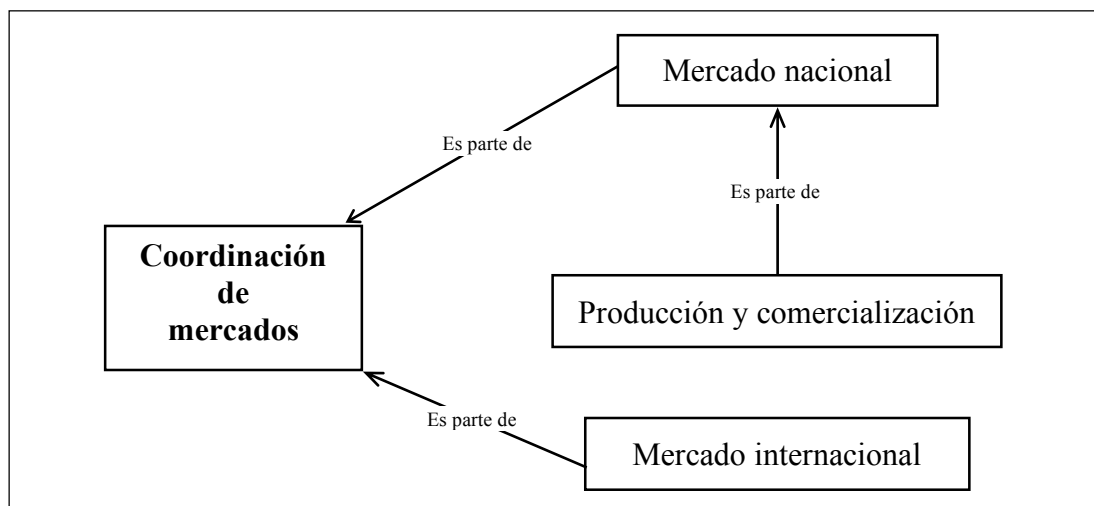 Mercado nacional
Es parte de
Es parte de
Coordinación
de
mercados
Producción y comercialización
Es parte de
Mercado internacional